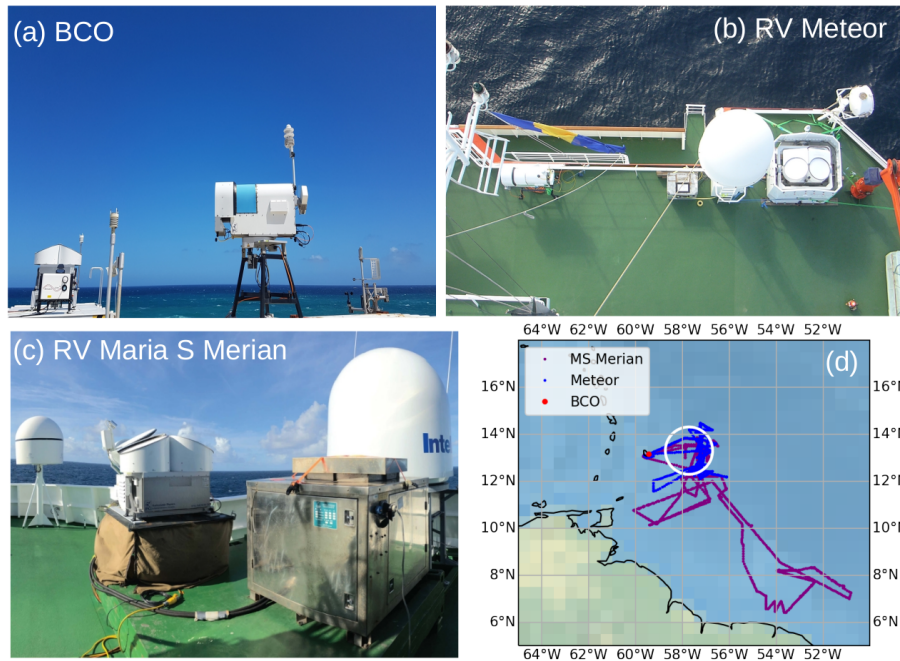 (a) BCO
(b) RV Meteor
(c) RV Maria S Merian
Intel
64°W 62°W 60°W 58°W 56°W 54°W 52°W
(d)
MS Merian
Meteor
BCO
16°N 16°N
14°N 14°N
12°N 12°N
10°N 10°N
8°N 8°N
6°N 6°N
64°W 62°W 60°W 58°W 56°W 54°W 52°W